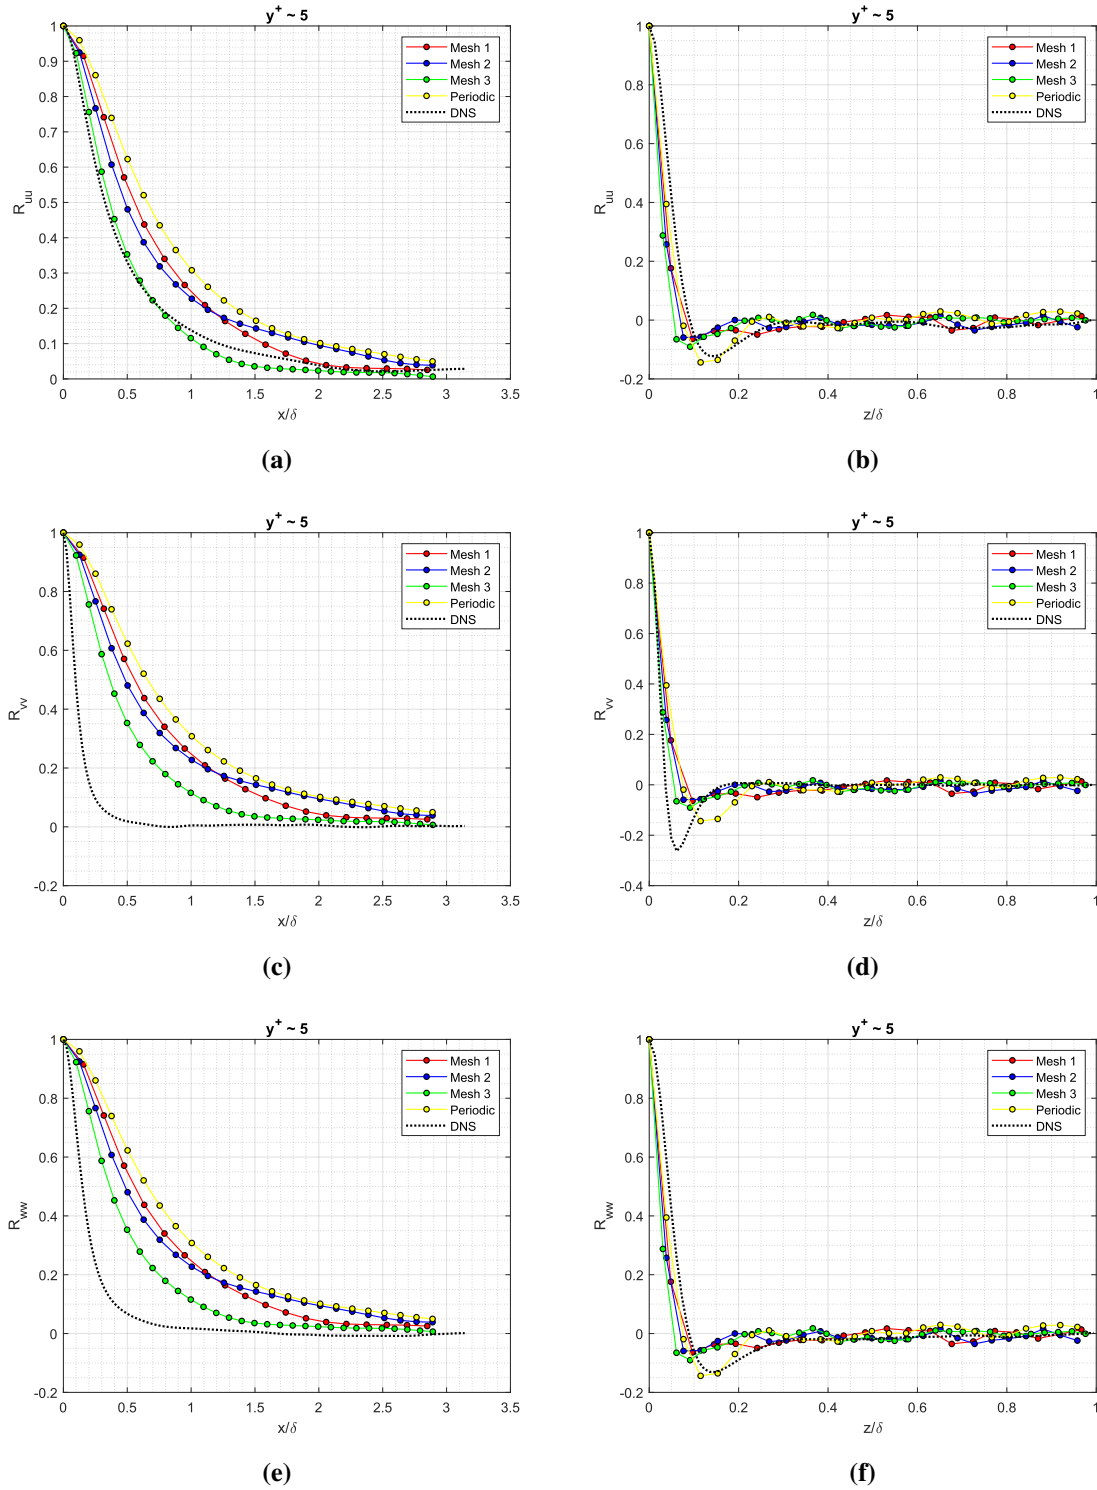 y+ ~ 5
1
0.9
0.8
0.7
0.6
0.5
0.4
0.3
0.2
0.1
0
Ruu
0 0.5 1 1.5 2 2.5 3 3.5
x/δ
Mesh 1
Mesh 2
Mesh 3
Periodic
DNS
(a)
y+ ~ 5
1
0.8
0.6
0.4
0.2
0
-0.2
Ruu
0 0.2 0.4 0.6 0.8 1
z/δ
Mesh 1
Mesh 2
Mesh 3
Periodic
DNS
(b)
y+ ~ 5
1
0.8
0.6
0.4
0.2
0
-0.2
Rvv
0 0.5 1 1.5 2 2.5 3 3.5
x/δ
Mesh 1
Mesh 2
Mesh 3
Periodic
DNS
(c)
y+ ~ 5
1
0.8
0.6
0.4
0.2
0
-0.2
-0.4
Rvv
0 0.2 0.4 0.6 0.8 1
z/δ
Mesh 1
Mesh 2
Mesh 3
Periodic
DNS
(d)
y+ ~ 5
1
0.8
0.6
0.4
0.2
0
-0.2
Rww
0 0.5 1 1.5 2 2.5 3 3.5
x/δ
Mesh 1
Mesh 2
Mesh 3
Periodic
DNS
(e)
y+ ~ 5
1
0.8
0.6
0.4
0.2
0
-0.2
Rww
0 0.2 0.4 0.6 0.8 1
z/δ
Mesh 1
Mesh 2
Mesh 3
Periodic
DNS
(f)